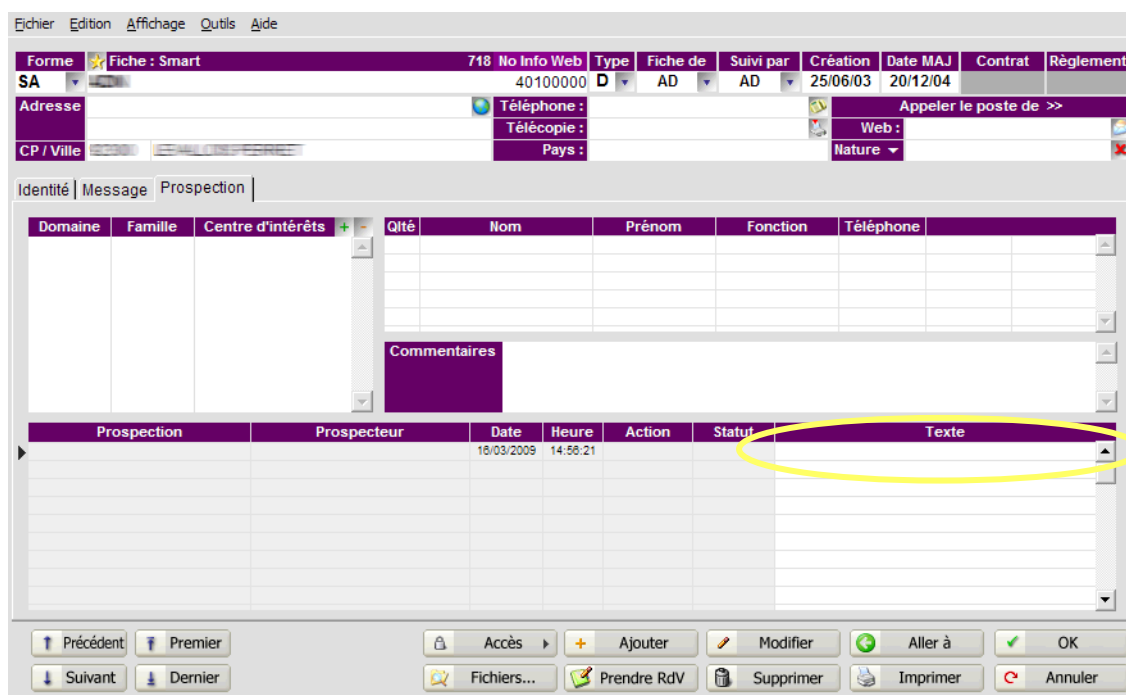 Fichier Edition Affichage Outils Aide
Forme Fiche : Smart 718 No Info Web Type Fiche de Suivi par Création Date MAJ Contrat Règlement
SA 40100000 D AD AD 25/06/03 20/12/04
Adresse Téléphone : Appeler le poste de >>
Télécopie : Web :
CP / Ville Pays : Nature
Identité Message Prospection
Domaine Famille Centre d'intérêts + - Qlté Nom Prénom Fonction Téléphone
Commentaires
Prospection Prospecteur Date Heure Action Statut Texte
16/03/2009 14:56:21
Précédent Premier Accès Ajouter Modifier Aller à OK
Suivant Dernier Fichiers... Prendre RdV Supprimer Imprimer Annuler